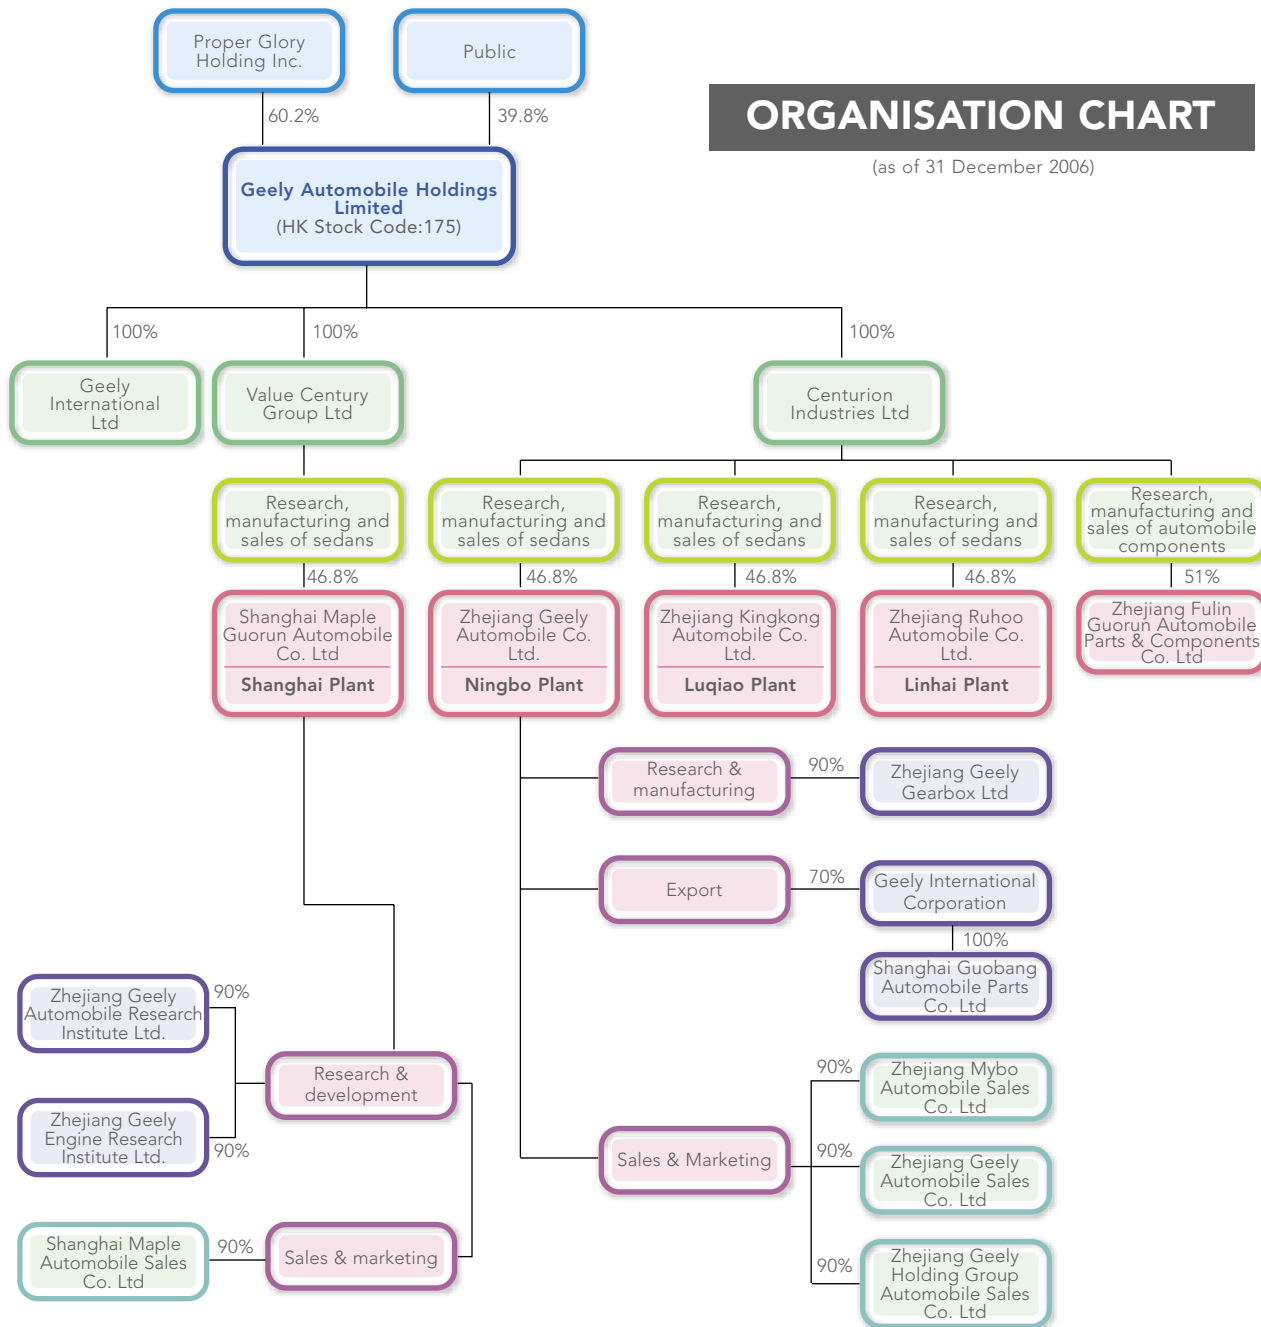 Proper Glory
Holding Inc.
Public
60.2%
39.8%
ORGANISATION CHART
(as of 31 December 2006)
Geely Automobile Holdings
Limited
(HK Stock Code:175)
100%
100%
100%
Geely
International
Ltd
Value Century
Group Ltd
Centurion
Industries Ltd
Research,
manufacturing and
sales of sedans
Research,
manufacturing and
sales of sedans
Research,
manufacturing and
sales of sedans
Research,
manufacturing and
sales of sedans
Research,
manufacturing and
sales of automobile
components
46.8%
46.8%
46.8%
46.8%
51%
Shanghai Maple
Guorun Automobile
Co. Ltd
Shanghai Plant
Zhejiang Geely
Automobile Co.
Ltd.
Ningbo Plant
Zhejiang Kingkong
Automobile Co.
Ltd.
Luqiao Plant
Zhejiang Ruhoo
Automobile Co.
Ltd.
Linhai Plant
Zhejiang Fulin
Guorun Automobile
Parts & Components
Co. Ltd
Research &
manufacturing
90%
Zhejiang Geely
Gearbox Ltd
Export
70%
Geely International
Corporation
100%
Shanghai Guobang
Automobile Parts
Co. Ltd
Zhejiang Geely
Automobile Research
Institute Ltd.
90%
Research &
development
Zhejiang Geely
Engine Research
Institute Ltd.
90%
Shanghai Maple
Automobile Sales
Co. Ltd
90%
Sales & marketing
Sales & Marketing
90%
Zhejiang Mybo
Automobile Sales
Co. Ltd
90%
Zhejiang Geely
Automobile Sales
Co. Ltd
90%
Zhejiang Geely
Holding Group
Automobile Sales
Co. Ltd